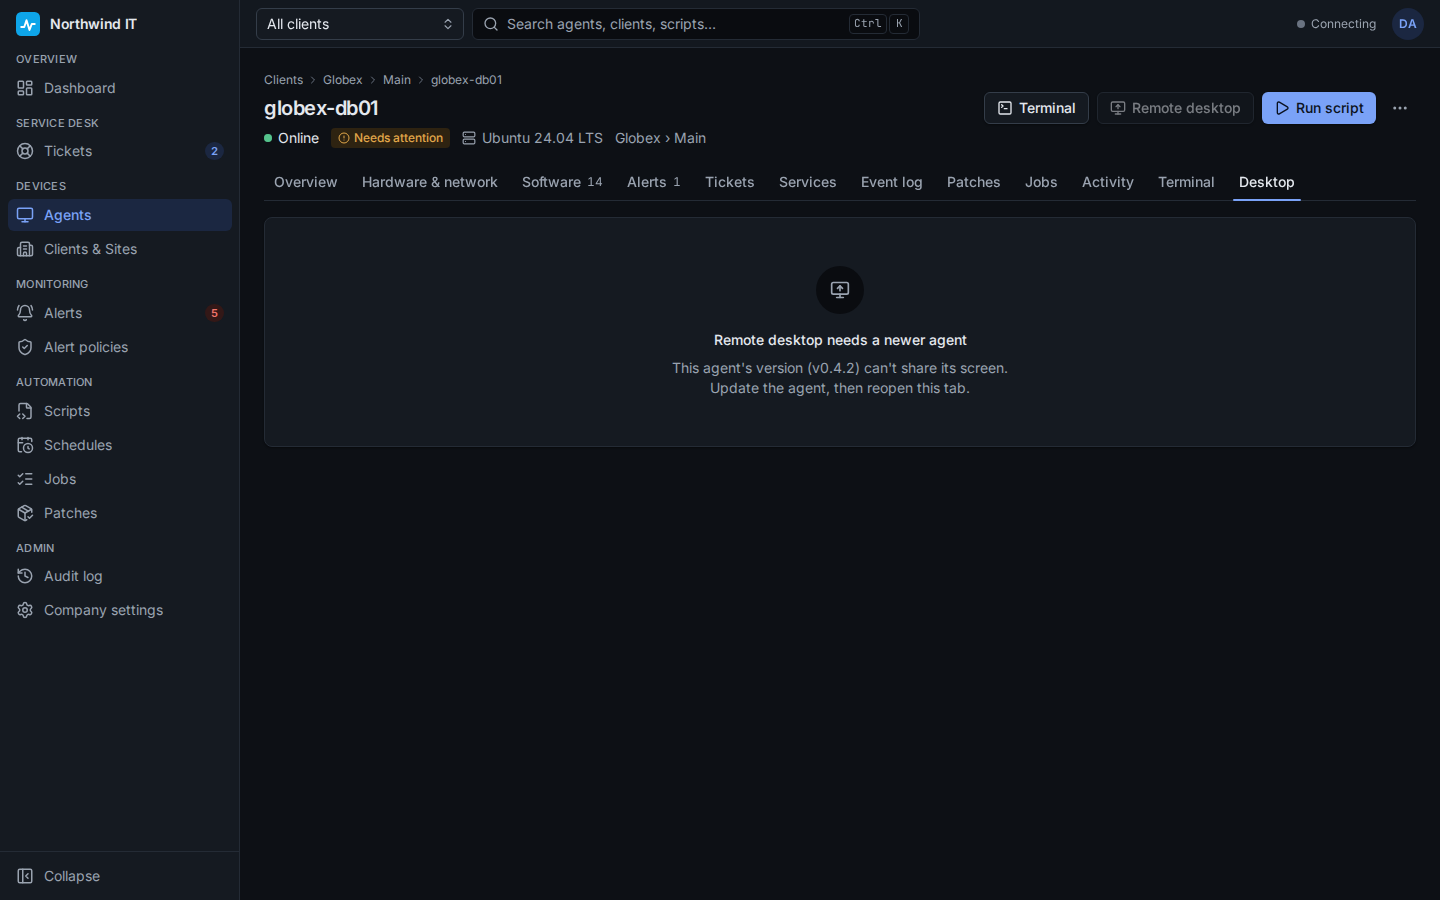 Northwind IT
OVERVIEW
Dashboard
SERVICE DESK
Tickets 2
DEVICES
Agents
Clients & Sites
MONITORING
Alerts 5
Alert policies
AUTOMATION
Scripts
Schedules
Jobs
Patches
ADMIN
Audit log
Company settings
Collapse
All clients
Search agents, clients, scripts... Ctrl K
Connecting
DA
Clients > Globex > Main > globex-db01
globex-db01
Online Needs attention Ubuntu 24.04 LTS Globex › Main
Terminal Remote desktop Run script
Overview Hardware & network Software 14 Alerts 1 Tickets Services Event log Patches Jobs Activity Terminal Desktop
Remote desktop needs a newer agent
This agent's version (v0.4.2) can't share its screen.
Update the agent, then reopen this tab.